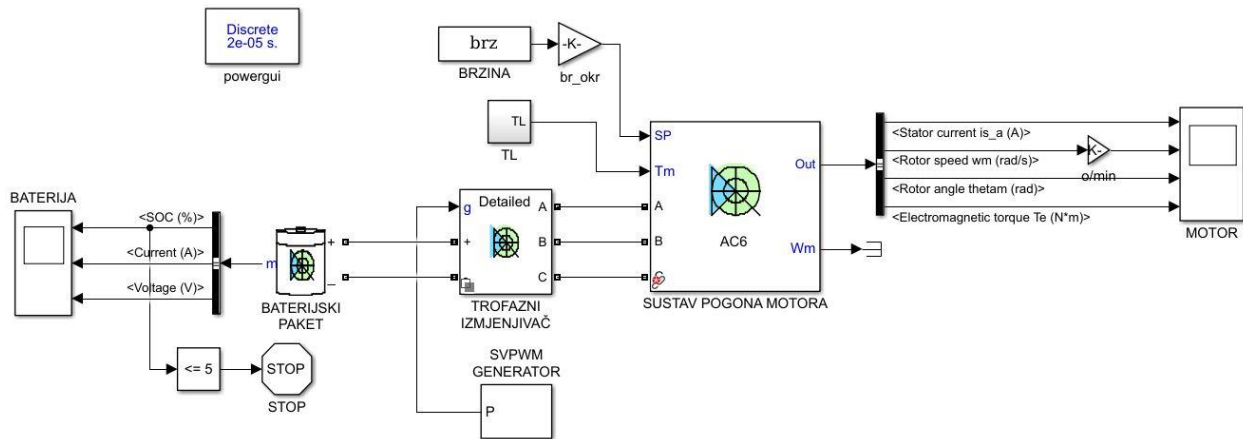 Discrete
2e-05 s.
powergui
brz
BRZINA
-K-
br_okr
TL
TL
SP
Tm
A
B
C
Out
Wm
AC6
SUSTAV POGONA MOTORA
<Stator current is_a (A)>
<Rotor speed wm (rad/s)>
K-
o/min
<Rotor angle thetam (rad)>
<Electromagnetic torque Te (N*m)>
MOTOR
BATERIJA
<SOC (%)>
<Current (A)>
<Voltage (V)>
m
+
–
BATERIJSKI
PAKET
g
Detailed
+
A
B
C
TROFAZNI
IZMJENJIVAČ
<= 5
STOP
STOP
SVPWM
GENERATOR
P